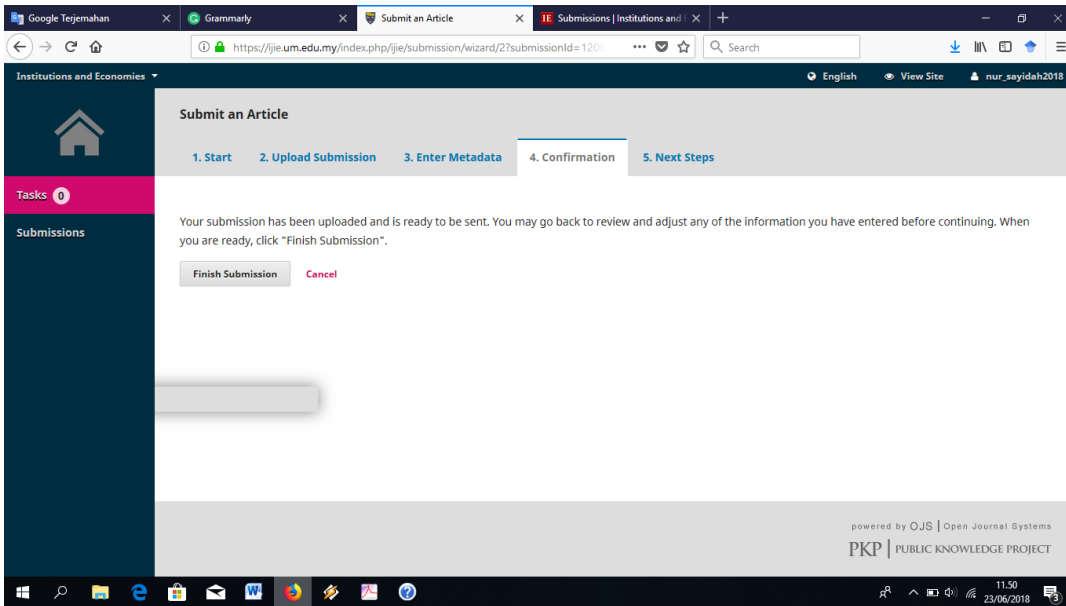 Google Terjemahan
Grammarly
Submit an Article
IE Submissions | Institutions and
https://ijie.um.edu.my/index.php/ijie/submission/wizard/2?submissionId=120
Search
Institutions and Economies
English
View Site
nur_sayidah2018
Submit an Article
1. Start 2. Upload Submission 3. Enter Metadata 4. Confirmation 5. Next Steps
Tasks 0
Submissions
Your submission has been uploaded and is ready to be sent. You may go back to review and adjust any of the information you have entered before continuing. When
you are ready, click "Finish Submission".
Finish Submission Cancel
powered by OJS | Open Journal Systems
PKP | PUBLIC KNOWLEDGE PROJECT
11.50
23/06/2018
3